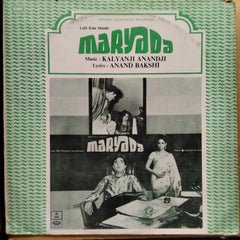 Lalit Kala Mandir
MARYADA
Music : KALYANJI ANANDJI
Lyrics : ANAND BAKSHI
MARYADA